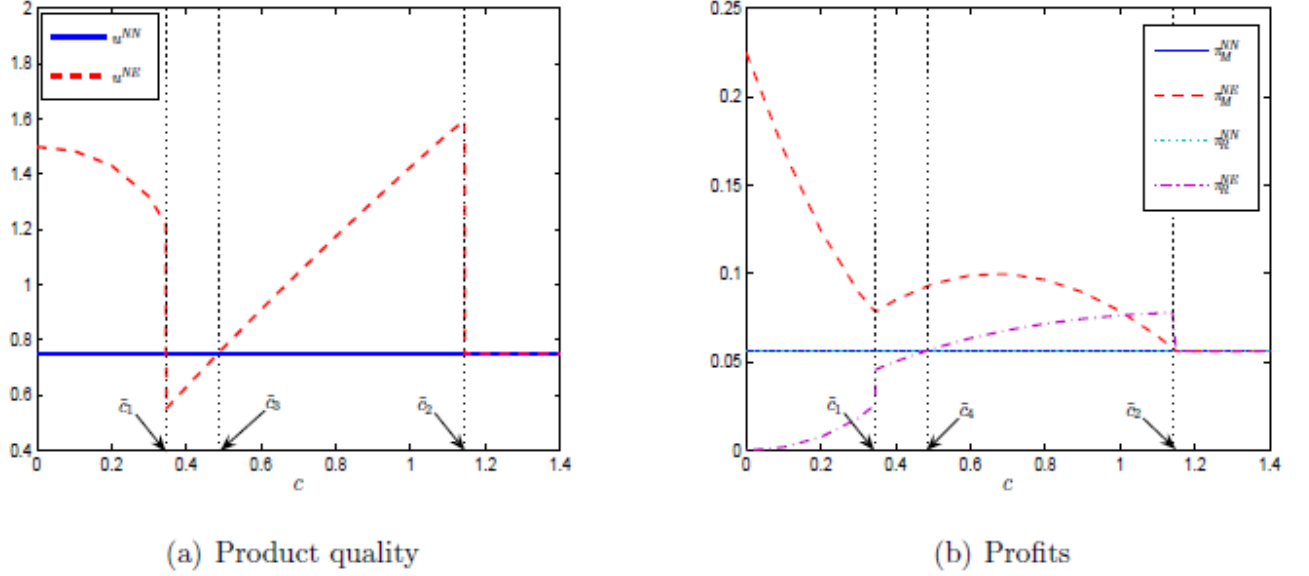 2
1.8
1.6
1.4
1.2
1
0.8
0.6
0.4
0
0.2
0.4
0.6
0.8
1
1.2
1.4
u^{NN}
u^{NE}
c̄₁
c̄₃
c̄₂
c
(a) Product quality
0.25
0.2
0.15
0.1
0.05
0
0
0.2
0.4
0.6
0.8
1
1.2
1.4
π_M^{NN}
π_M^{NE}
π_R^{NN}
π_R^{NE}
c̄₁
c̄₄
c̄₂
c
(b) Profits